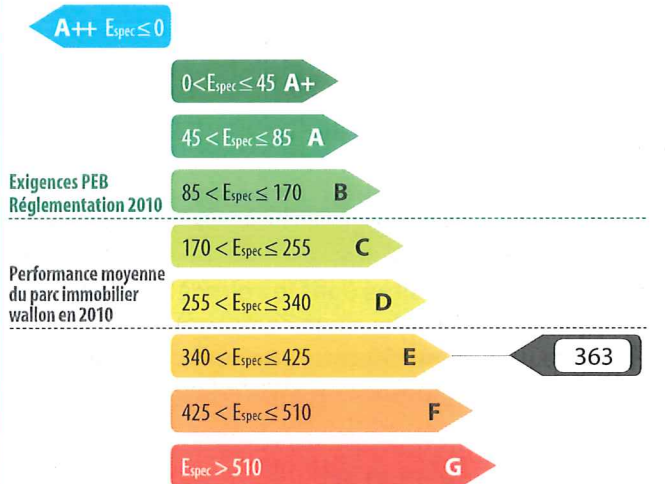 A++ Espec ≤ 0
0 < Espec ≤ 45 A+
45 < Espec ≤ 85 A
Exigences PEB
Réglementation 2010
85 < Espec ≤ 170 B
170 < Espec ≤ 255 C
Performance moyenne
du parc immobilier
wallon en 2010
255 < Espec ≤ 340 D
340 < Espec ≤ 425 E
363
425 < Espec ≤ 510 F
Espec > 510 G